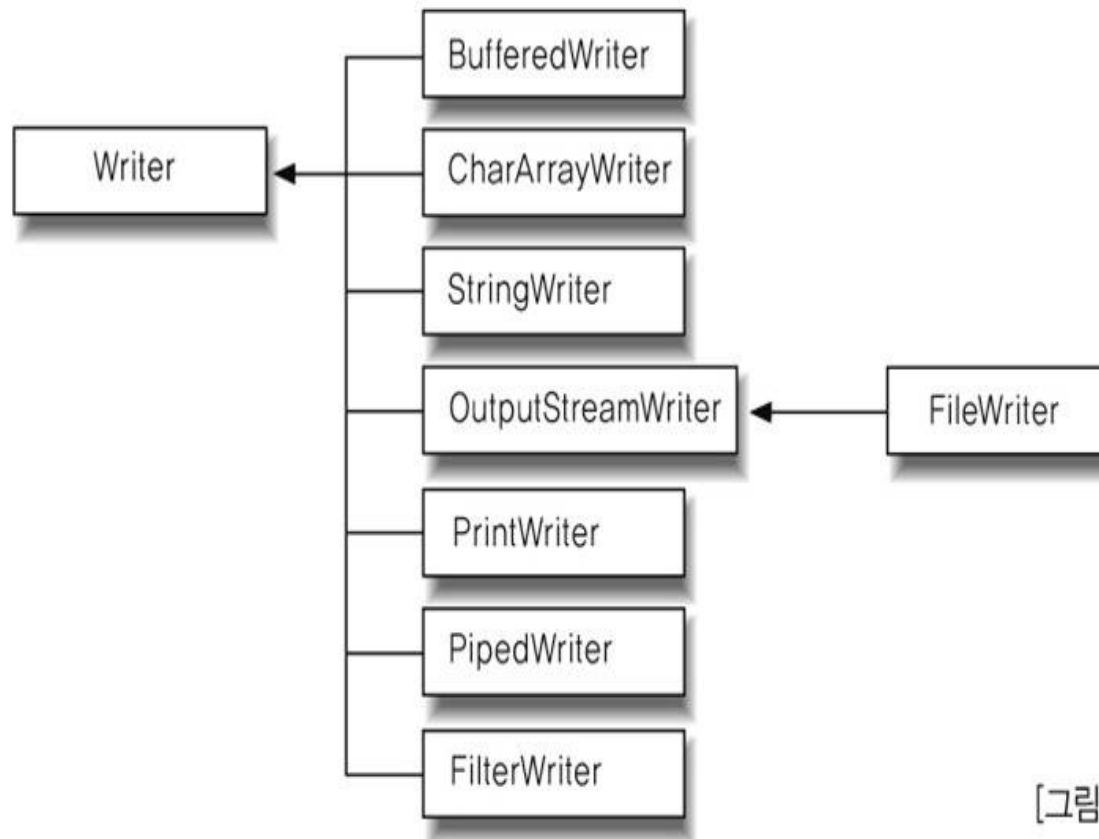 BufferedWriter
Writer
CharArrayWriter
StringWriter
OutputStreamWriter
FileWriter
PrintWriter
PipedWriter
FilterWriter
[그림